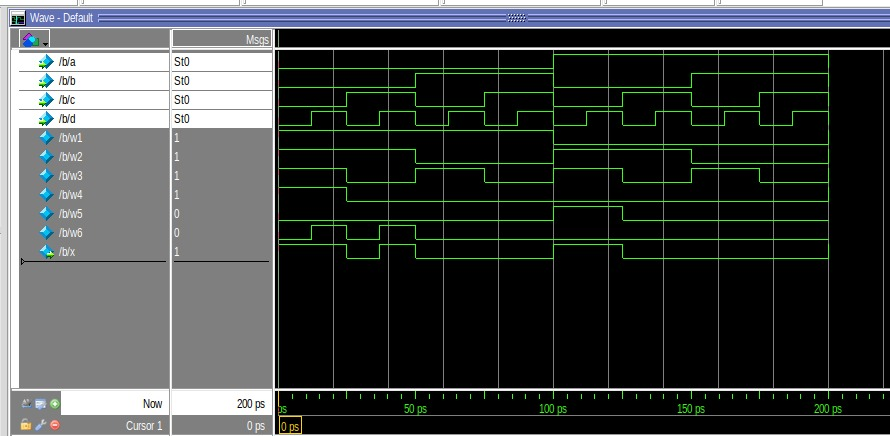 Wave - Default
Msgs
/b/a St0
/b/b St0
/b/c St0
/b/d St0
/b/w1 1
/b/w2 1
/b/w3 1
/b/w4 1
/b/w5 0
/b/w6 0
/b/x 1
Now 200 ps ps 50 ps 100 ps 150 ps 200 ps
Cursor 1 0 ps 0 ps